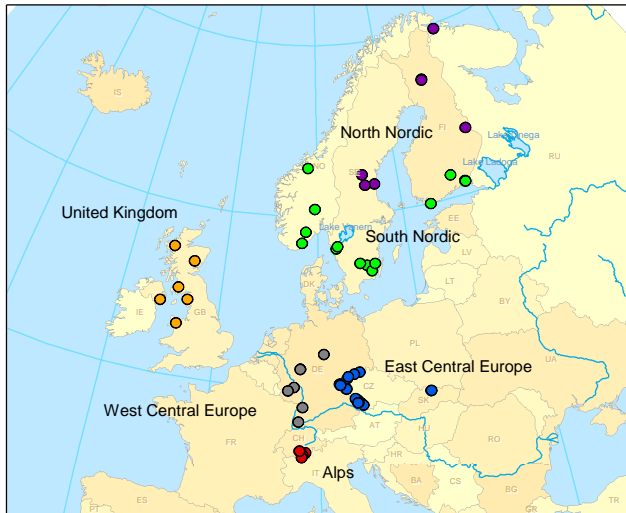 IS
North Nordic
FI
Lake Onega
NO
SE
Lake Ladoga
RU
United Kingdom
Lake Vanern
South Nordic
EE
LV
DK
LT
IE
GB
BY
PL
DE
East Central Europe
UA
CZ
SK
West Central Europe
FR
CH
AT
HU
RO
IT
Alps
HR
BA
CS
BG
PT
ES
GR
TR